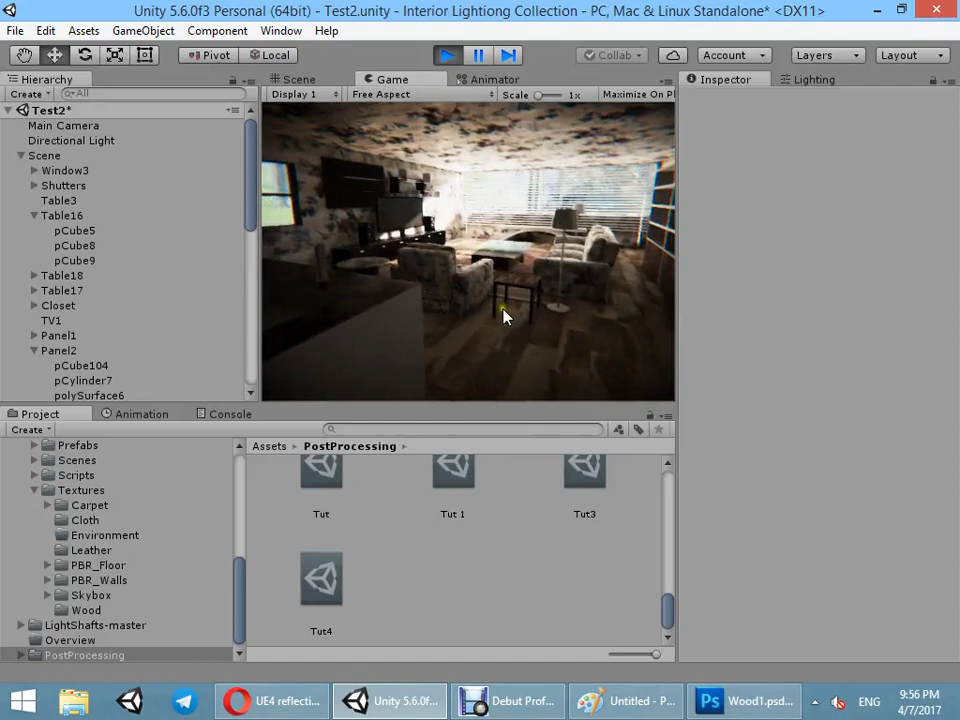 Unity 5.6.0f3 Personal (64bit) - Test2.unity - Interior Lightiong Collection - PC, Mac & Linux Standalone* <DX11>
File Edit Assets GameObject Component Window Help
Pivot Local Collab Account Layers Layout
Hierarchy Scene Game Animator Inspector Lighting
Create All Display 1 Free Aspect Scale 1x Maximize On Pl
Test2*
Main Camera
Directional Light
Scene
Window3
Shutters
Table3
Table16
pCube5
pCube8
pCube9
Table18
Table17
Closet
TV1
Panel1
Panel2
pCube104
pCylinder7
polySurface6
Project Animation Console
Create
Prefabs
Scenes
Scripts
Textures
Carpet
Cloth
Environment
Leather
PBR_Floor
PBR_Walls
Skybox
Wood
LightShafts-master
Overview
PostProcessing
Assets PostProcessing
Tut Tut 1 Tut3
Tut4
UE4 reflecti... Unity 5.6.0f... Debut Prof... Untitled - P... Ps Wood1.psd... ENG
9:56 PM
4/7/2017